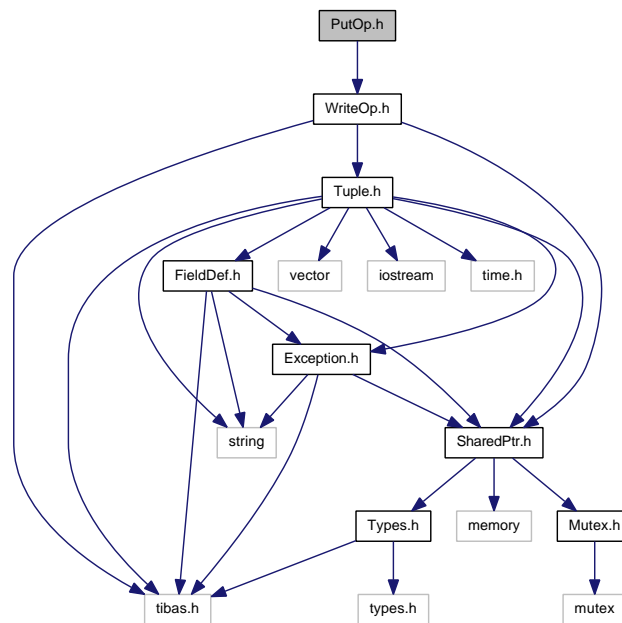 PutOp.h
WriteOp.h
Tuple.h
FieldDef.h
vector
iostream
time.h
Exception.h
string
SharedPtr.h
Types.h
memory
Mutex.h
tibas.h
types.h
mutex